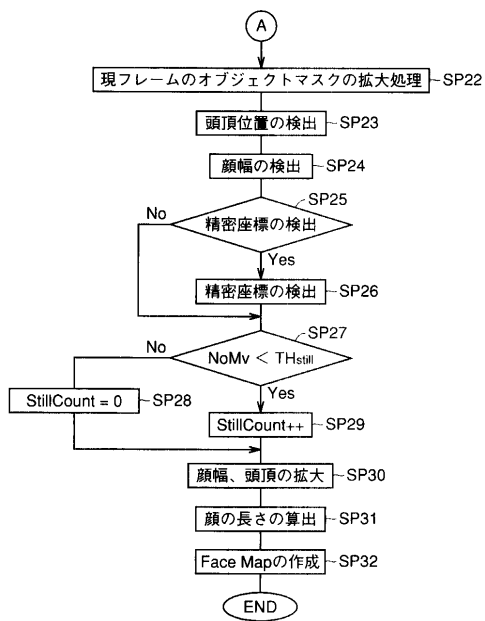 A
現フレームのオブジェクトマスクの拡大処理 SP22
頭頂位置の検出 SP23
顔幅の検出 SP24
SP25
No
精密座標の検出
Yes
精密座標の検出 SP26
SP27
No
NoMv < THstill
Yes
StillCount = 0 SP28
StillCount++ SP29
顔幅、頭頂の拡大 SP30
顔の長さの算出 SP31
Face Mapの作成 SP32
END